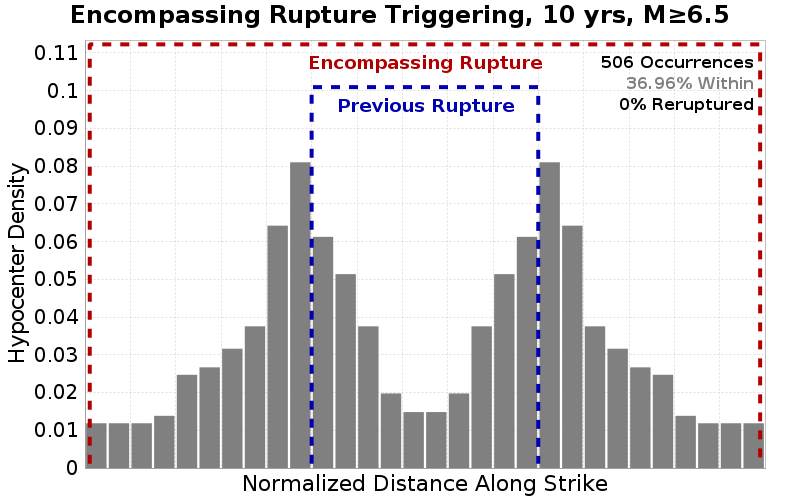 Encompassing Rupture Triggering, 10 yrs, M≥6.5
Encompassing Rupture
Previous Rupture
506 Occurrences
36.96% Within
0% Reruptured
Hypocenter Density
0.11
0.1
0.09
0.08
0.07
0.06
0.05
0.04
0.03
0.02
0.01
0
Normalized Distance Along Strike